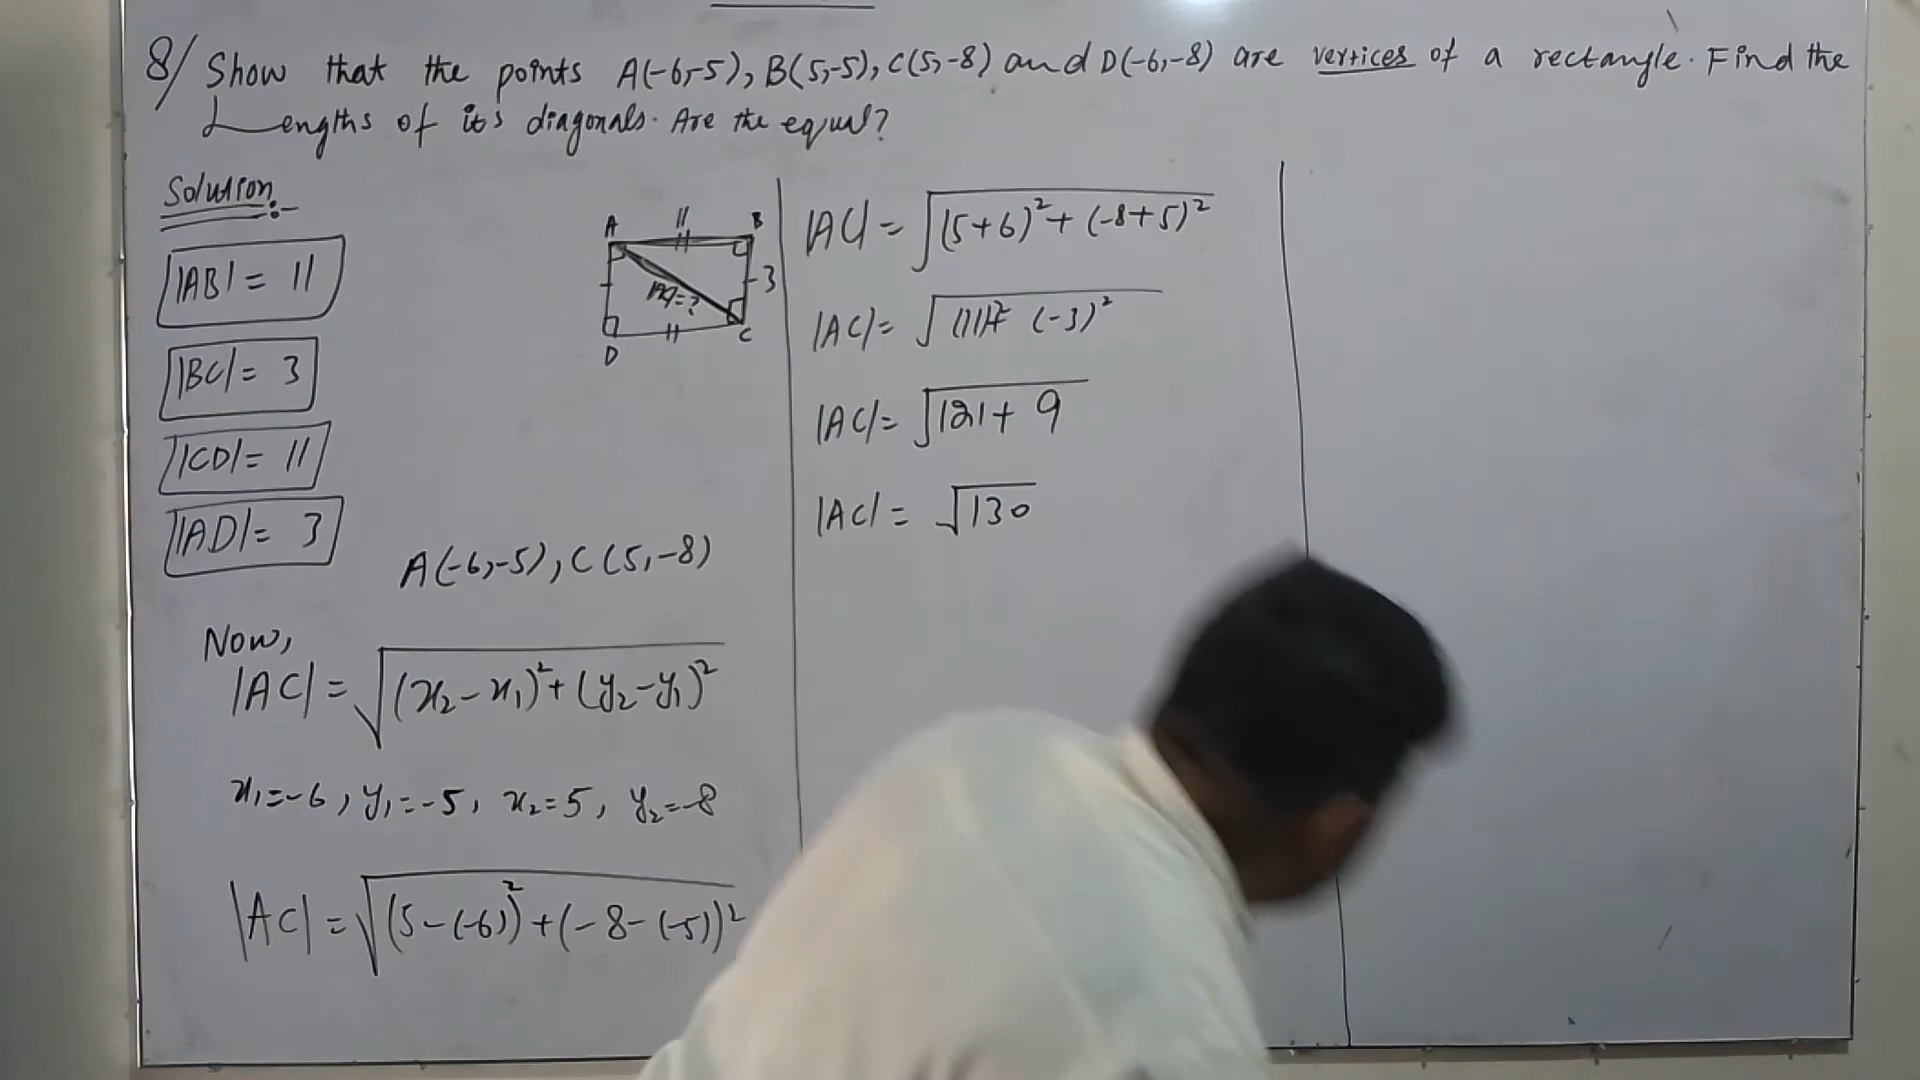 8/ Show that the points A(-6,-5), B(5,-5), C(5,-8) and D(-6,-8) are vertices of a rectangle. Find the
Lengths of its diagonals. Are the equal?
Solution:-
|AB| = 11
|BC| = 3
|CD| = 11
|AD| = 3
A
B
3
|AC|=?
D
C
A(-6,-5), C(5,-8)
Now,
|AC| = √(x₂-x₁)²+(y₂-y₁)²
x₁=-6, y₁=-5, x₂=5, y₂=-8
|AC| = √(5-(-6))²+(-8-(-5))²
|AC| = √(5+6)²+(-8+5)²
|AC| = √(11)²+(-3)²
|AC| = √121+9
|AC| = √130